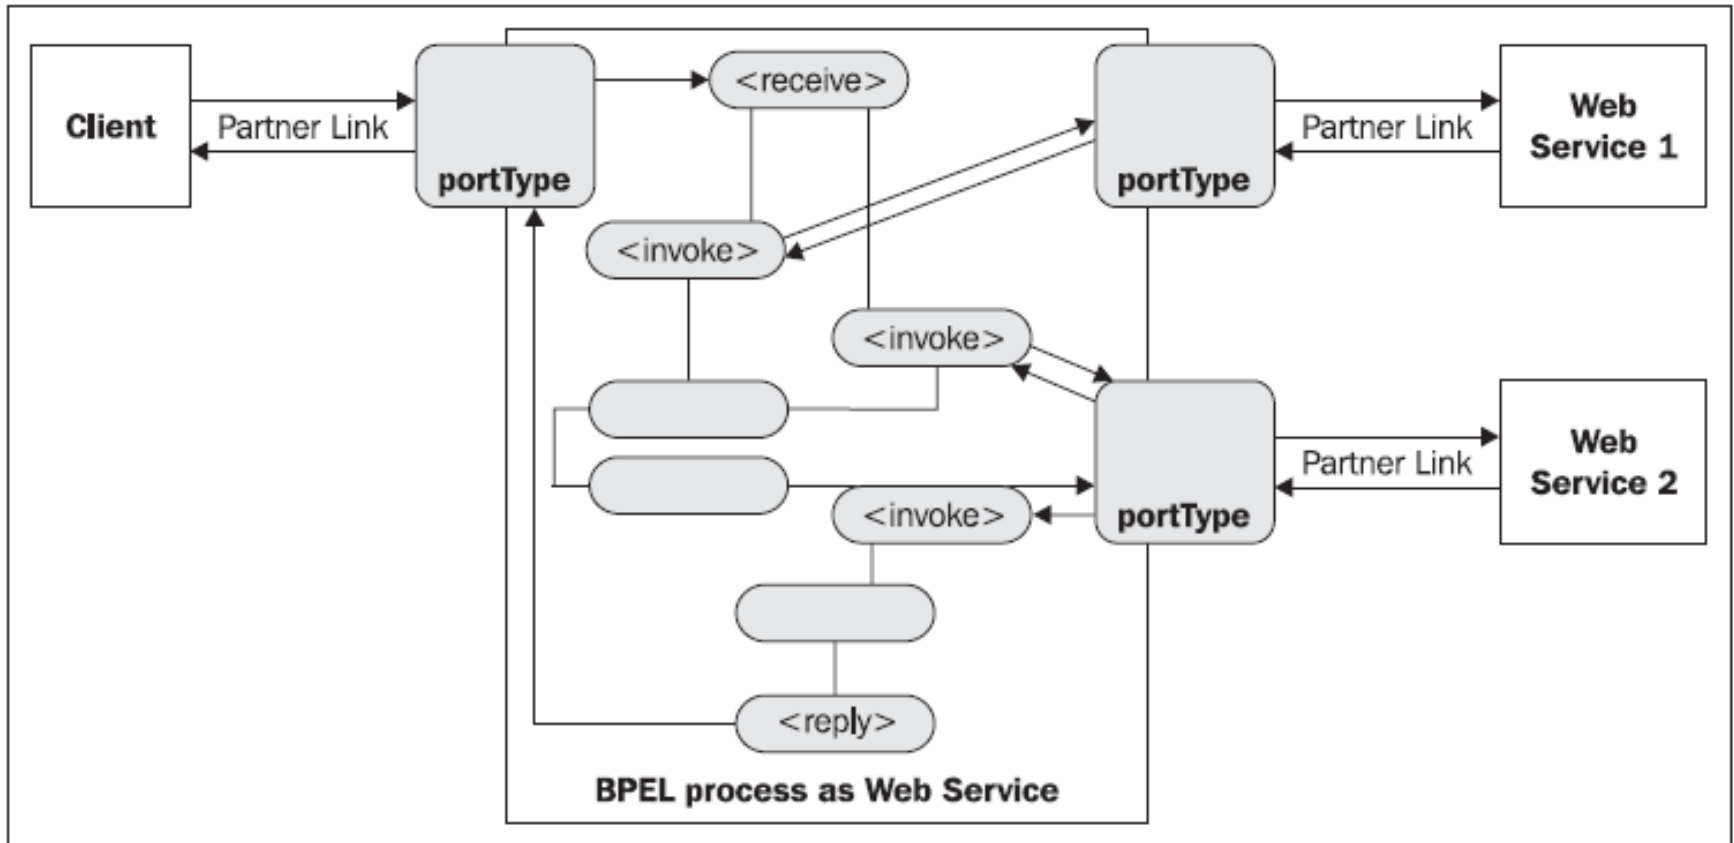 Client
Partner Link
portType
<receive>
portType
Partner Link
Web
Service 1
<invoke>
<invoke>
<invoke>
portType
Partner Link
Web
Service 2
<reply>
BPEL process as Web Service